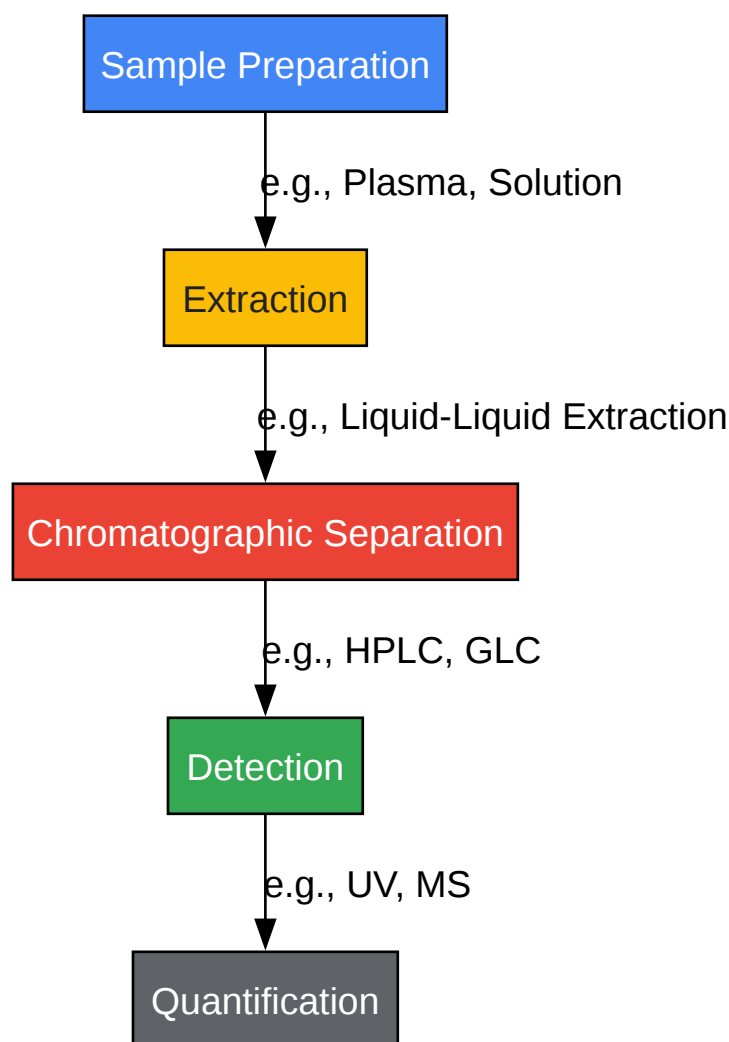 Sample Preparation
e.g., Plasma, Solution
Extraction
e.g., Liquid-Liquid Extraction
Chromatographic Separation
e.g., HPLC, GLC
Detection
e.g., UV, MS
Quantification